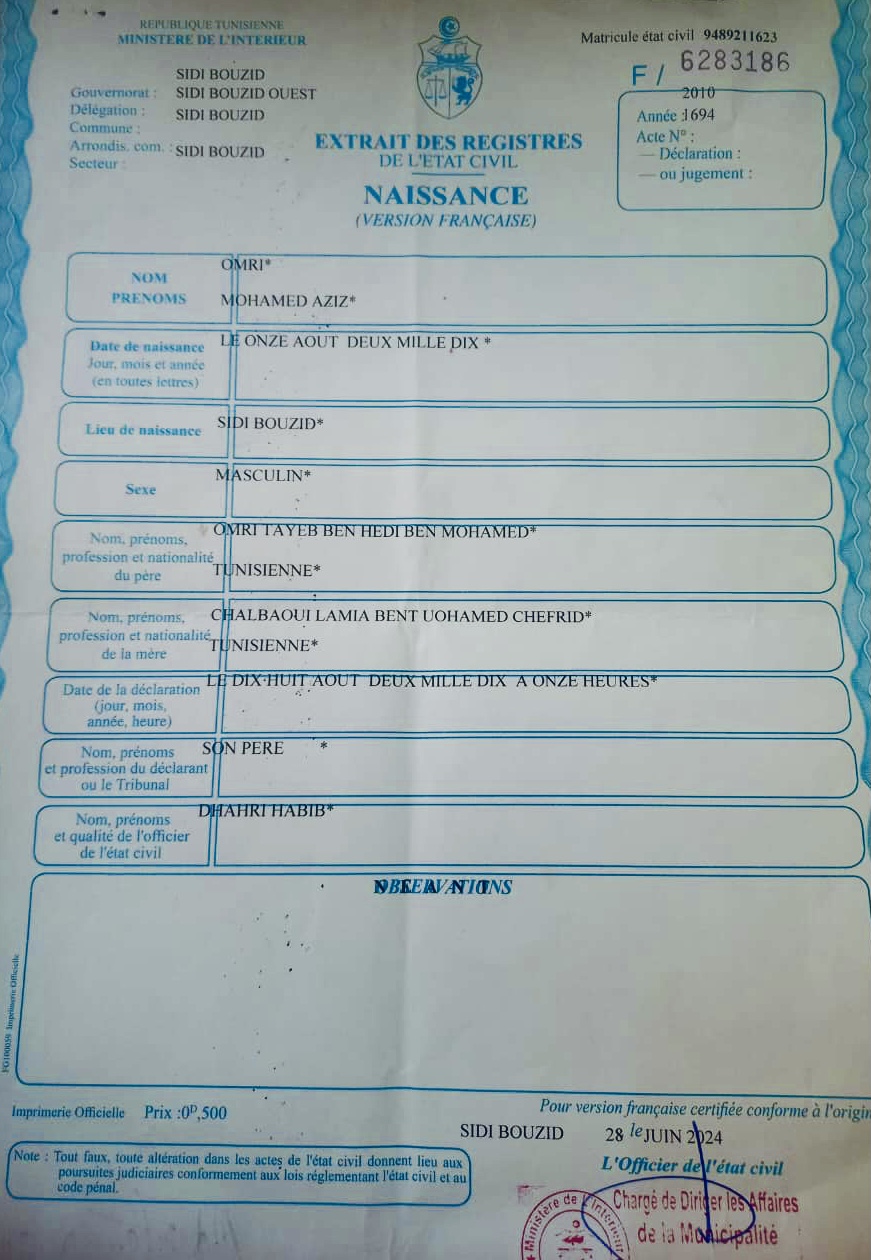 REPUBLIQUE TUNISIENNE
MINISTERE DE L'INTERIEUR
Matricule état civil 9489211623
F / 6283186
SIDI BOUZID
Gouvernorat : SIDI BOUZID OUEST
Délégation : SIDI BOUZID
Commune :
Arrondis. com. : SIDI BOUZID
Secteur :
2010
Année :1694
Acte N° :
— Déclaration :
— ou jugement :
EXTRAIT DES REGISTRES
DE L'ETAT CIVIL
NAISSANCE
(VERSION FRANÇAISE)
NOM
PRENOMS
OMRI*
MOHAMED AZIZ*
Date de naissance
Jour, mois et année
(en toutes lettres)
LE ONZE AOUT DEUX MILLE DIX *
Lieu de naissance
SIDI BOUZID*
Sexe
MASCULIN*
Nom, prénoms,
profession et nationalité
du père
OMRI TAYEB BEN HEDI BEN MOHAMED*
TUNISIENNE*
Nom, prénoms,
profession et nationalité
de la mère
CHALBAOUI LAMIA BENT UOHAMED CHEFRID*
TUNISIENNE*
Date de la déclaration
(jour, mois,
année, heure)
LE DIX-HUIT AOUT DEUX MILLE DIX A ONZE HEURES*
Nom, prénoms
et profession du déclarant
ou le Tribunal
SON PERE *
Nom, prénoms
et qualité de l'officier
de l'état civil
DHAHRI HABIB*
OBSERVATIONS
N E A N T
Imprimerie Officielle
Imprimerie Officielle Prix :0ᴰ,500
Pour version française certifiée conforme à l'origin
SIDI BOUZID 28 le JUIN 2024
L'Officier de l'état civil
Note : Tout faux, toute altération dans les actes de l'état civil donnent lieu aux
poursuites judiciaires conformement aux lois réglementant l'état civil et au
code pénal.
Chargé de Diriger les Affaires
de la Municipalité
Ministère de l'Interieur